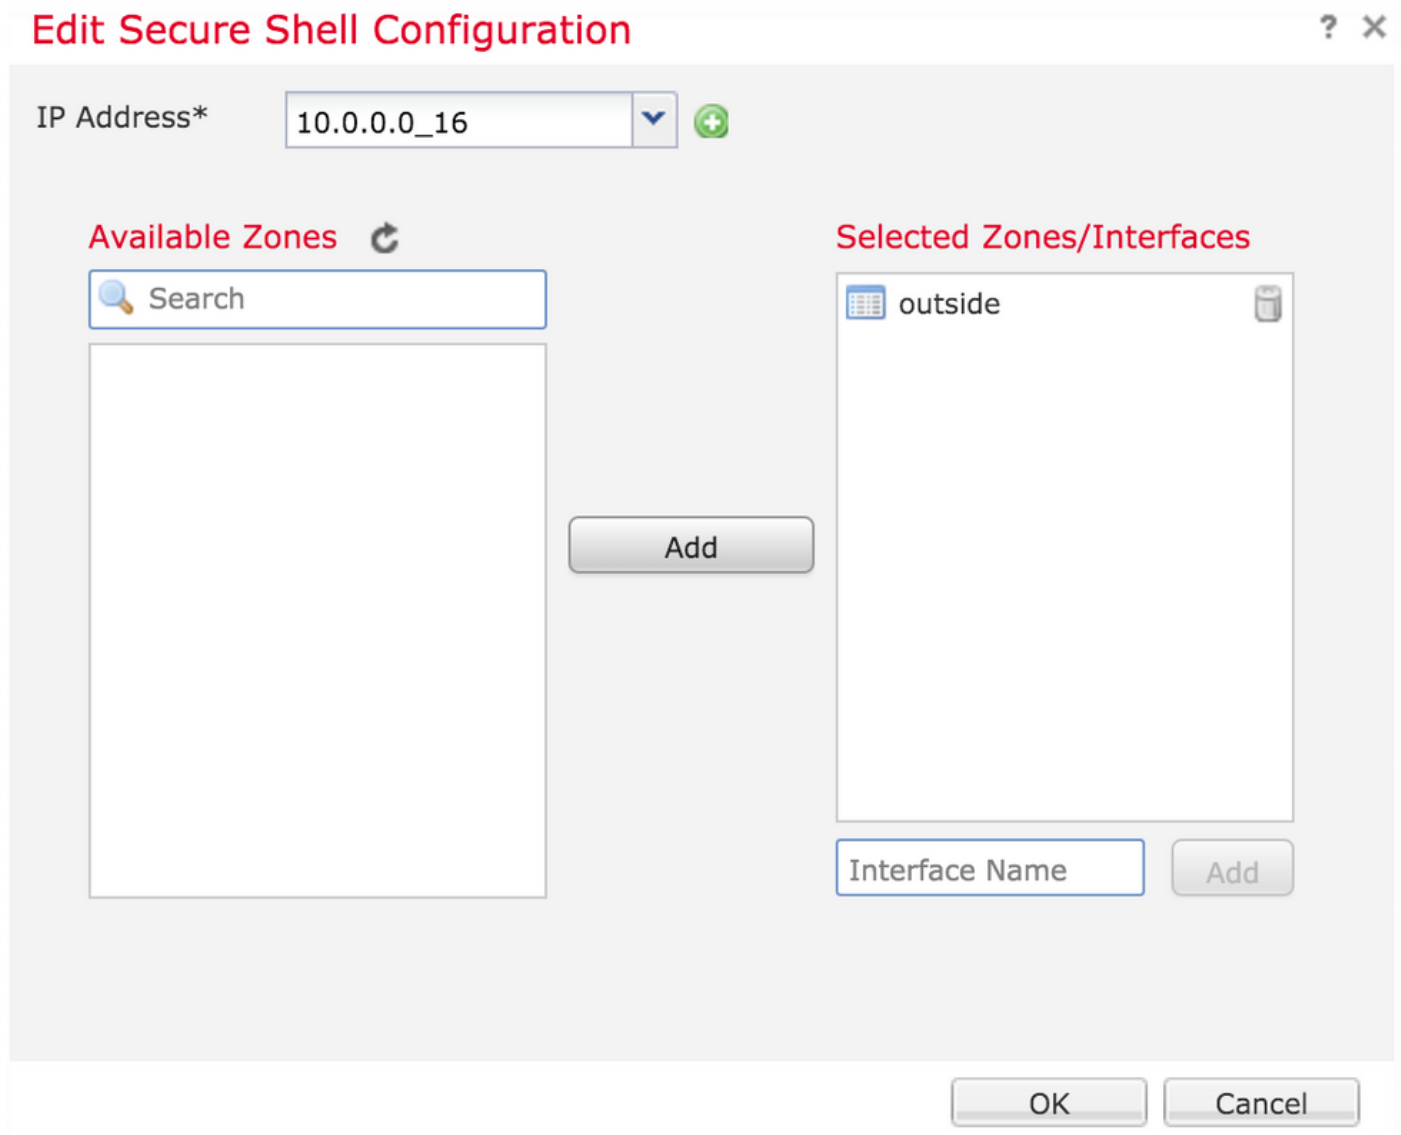 Edit Secure Shell Configuration
? 
IP Address*
10.0.0.0_16
Available Zones
Search
Add
Selected Zones/Interfaces
outside
Interface Name
Add
OK
Cancel